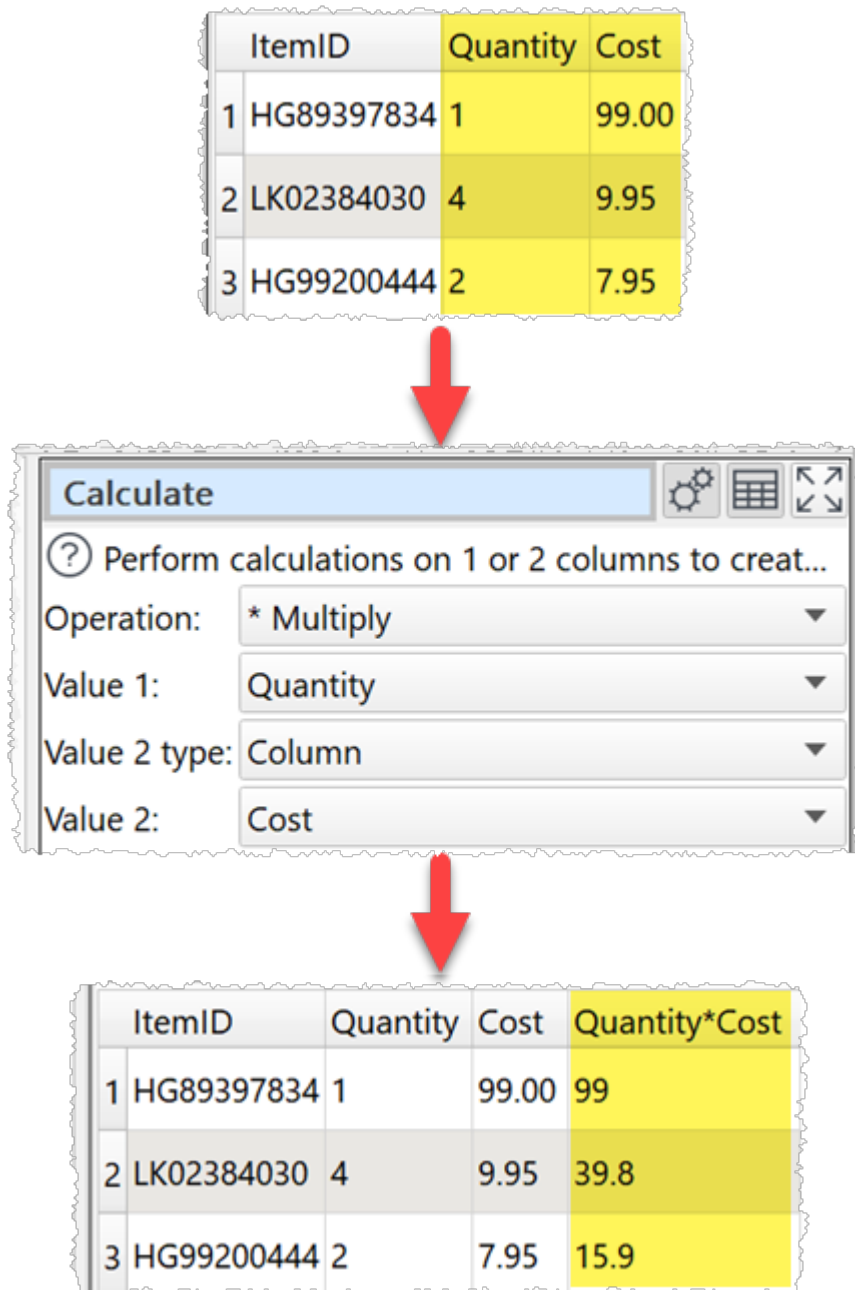 ItemID Quantity Cost
1 HG89397834 1 99.00
2 LK02384030 4 9.95
3 HG99200444 2 7.95
Calculate
? Perform calculations on 1 or 2 columns to creat...
Operation: * Multiply
Value 1: Quantity
Value 2 type: Column
Value 2: Cost
ItemID Quantity Cost Quantity*Cost
1 HG89397834 1 99.00 99
2 LK02384030 4 9.95 39.8
3 HG99200444 2 7.95 15.9